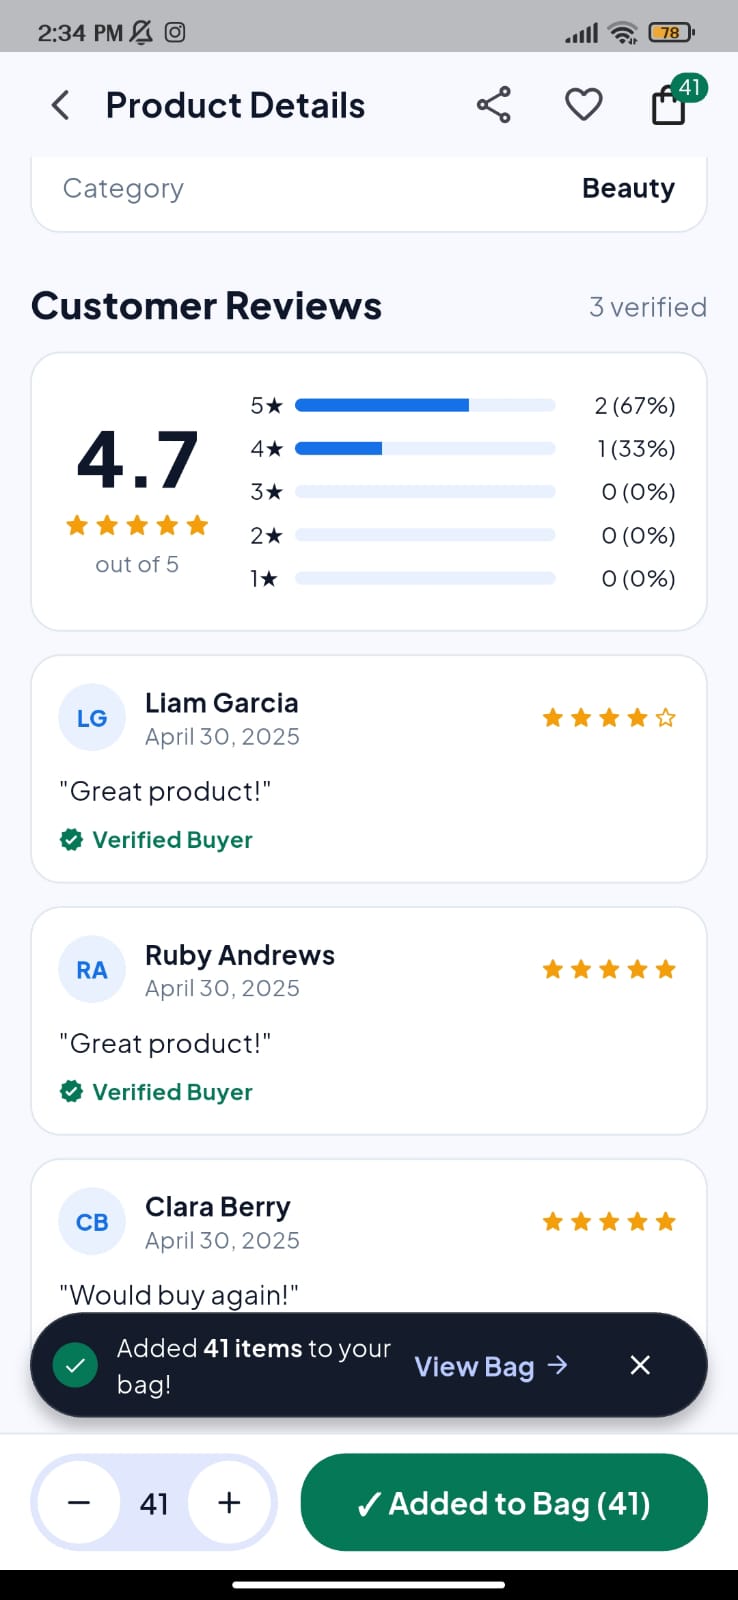 2:34 PM
78
Product Details
41
Category Beauty
Customer Reviews 3 verified
4.7
out of 5
5★ 2 (67%)
4★ 1 (33%)
3★ 0 (0%)
2★ 0 (0%)
1★ 0 (0%)
LG
Liam Garcia
April 30, 2025
"Great product!"
Verified Buyer
RA
Ruby Andrews
April 30, 2025
"Great product!"
Verified Buyer
CB
Clara Berry
April 30, 2025
"Would buy again!"
Added 41 items to your
bag!
View Bag →
− 41 +
✓ Added to Bag (41)